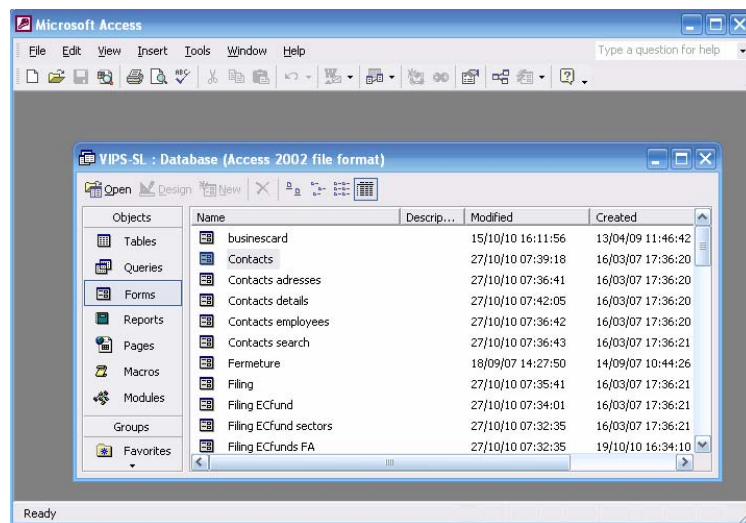 Microsoft Access
File Edit View Insert Tools Window Help Type a question for help
VIPS-SL : Database (Access 2002 file format)
Open Design New
Objects Name Descrip... Modified Created
Tables businescard 15/10/10 16:11:56 13/04/09 11:46:42
Contacts 27/10/10 07:39:18 16/03/07 17:36:20
Queries Contacts adresses 27/10/10 07:36:41 16/03/07 17:36:20
Forms Contacts details 27/10/10 07:42:05 16/03/07 17:36:20
Reports Contacts employees 27/10/10 07:36:42 16/03/07 17:36:20
Pages Contacts search 27/10/10 07:36:43 16/03/07 17:36:21
Macros Fermeture 18/09/07 14:27:50 14/09/07 10:44:26
Filing 27/10/10 07:35:41 16/03/07 17:36:21
Modules Filing ECfund 27/10/10 07:34:01 16/03/07 17:36:21
Groups Filing ECfund sectors 27/10/10 07:32:35 16/03/07 17:36:21
Favorites Filing ECfunds FA 27/10/10 07:32:35 19/10/10 16:34:10
Ready